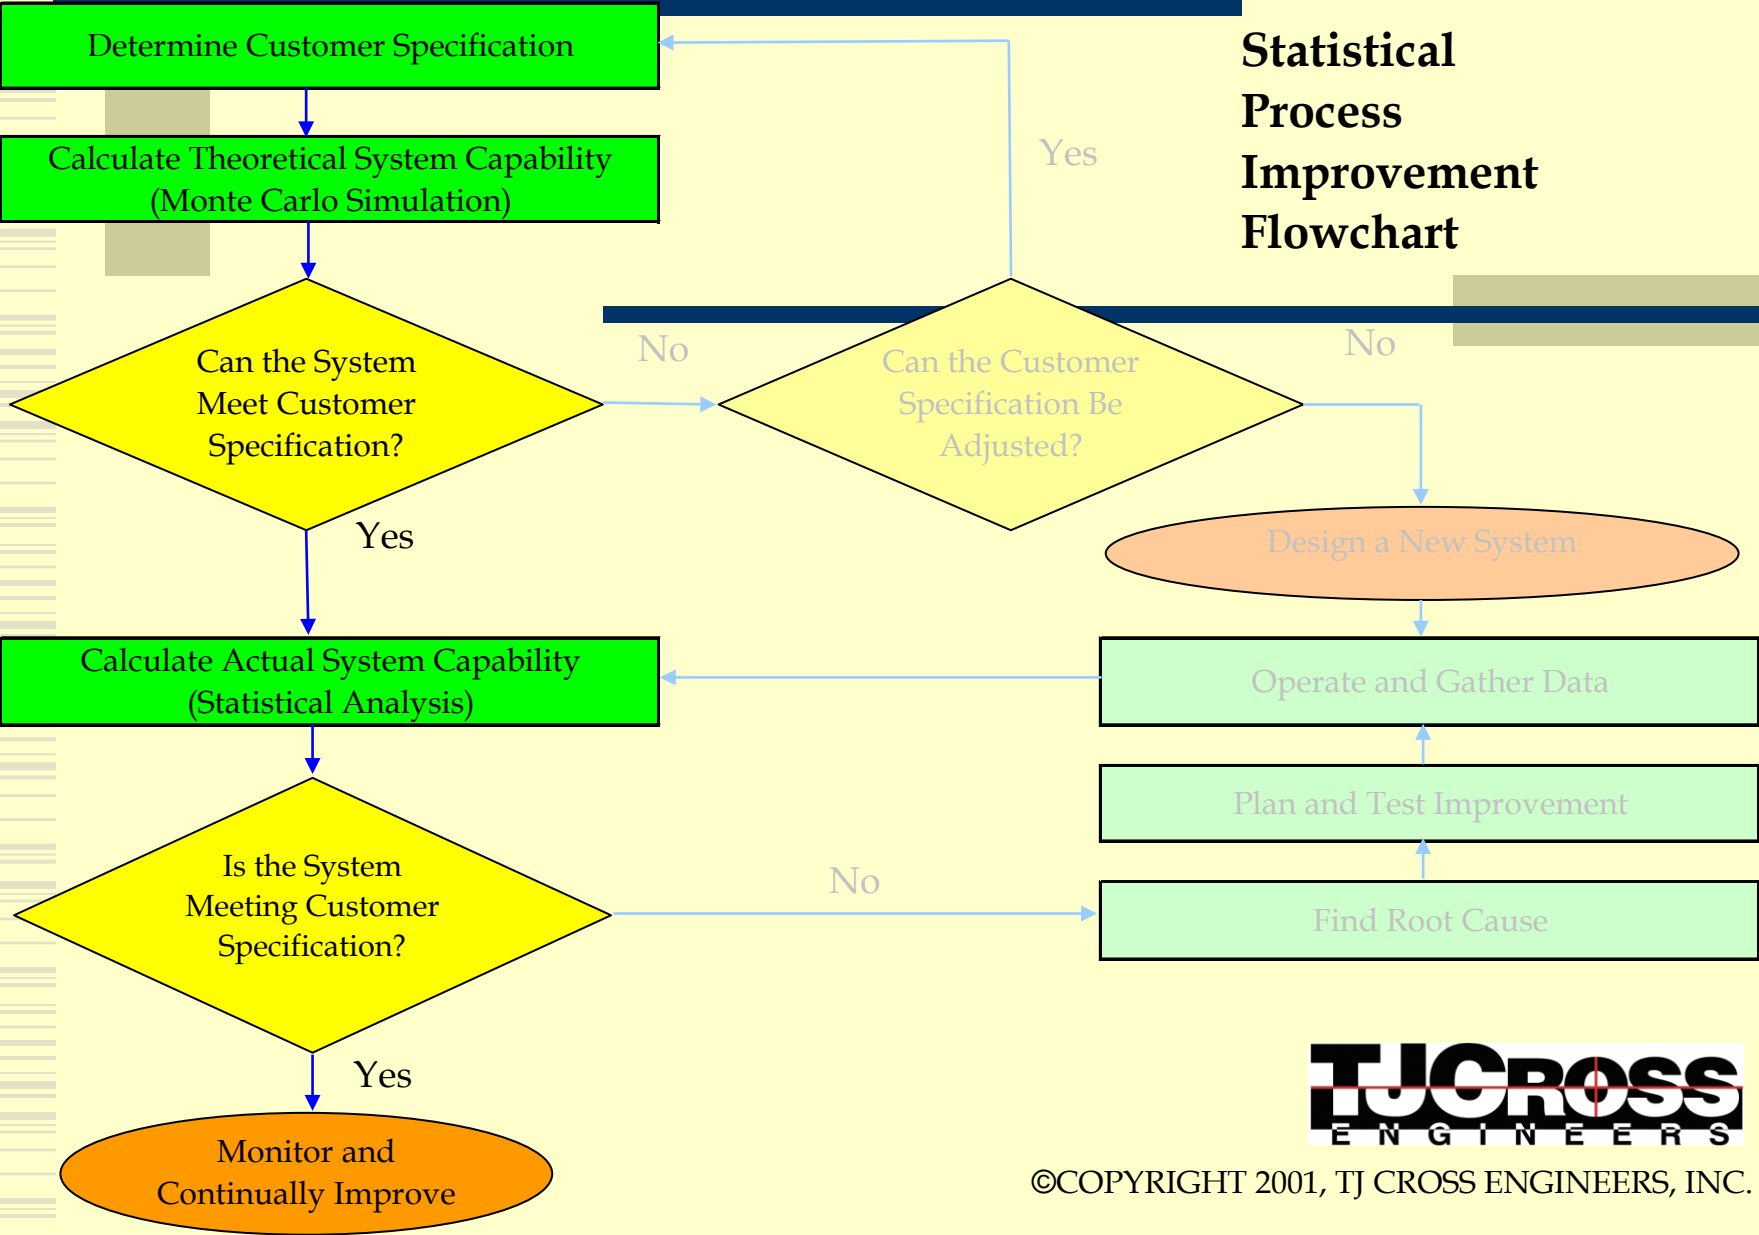 Statistical
Process
Improvement
Flowchart
Determine Customer Specification
Calculate Theoretical System Capability
(Monte Carlo Simulation)
Yes
Can the System
Meet Customer
Specification?
No
Can the Customer
Specification Be
Adjusted?
No
Yes
Design a New System
Calculate Actual System Capability
(Statistical Analysis)
Operate and Gather Data
Plan and Test Improvement
Is the System
Meeting Customer
Specification?
No
Find Root Cause
Yes
Monitor and
Continually Improve
TJCROSS
ENGINEERS
©COPYRIGHT 2001, TJ CROSS ENGINEERS, INC.